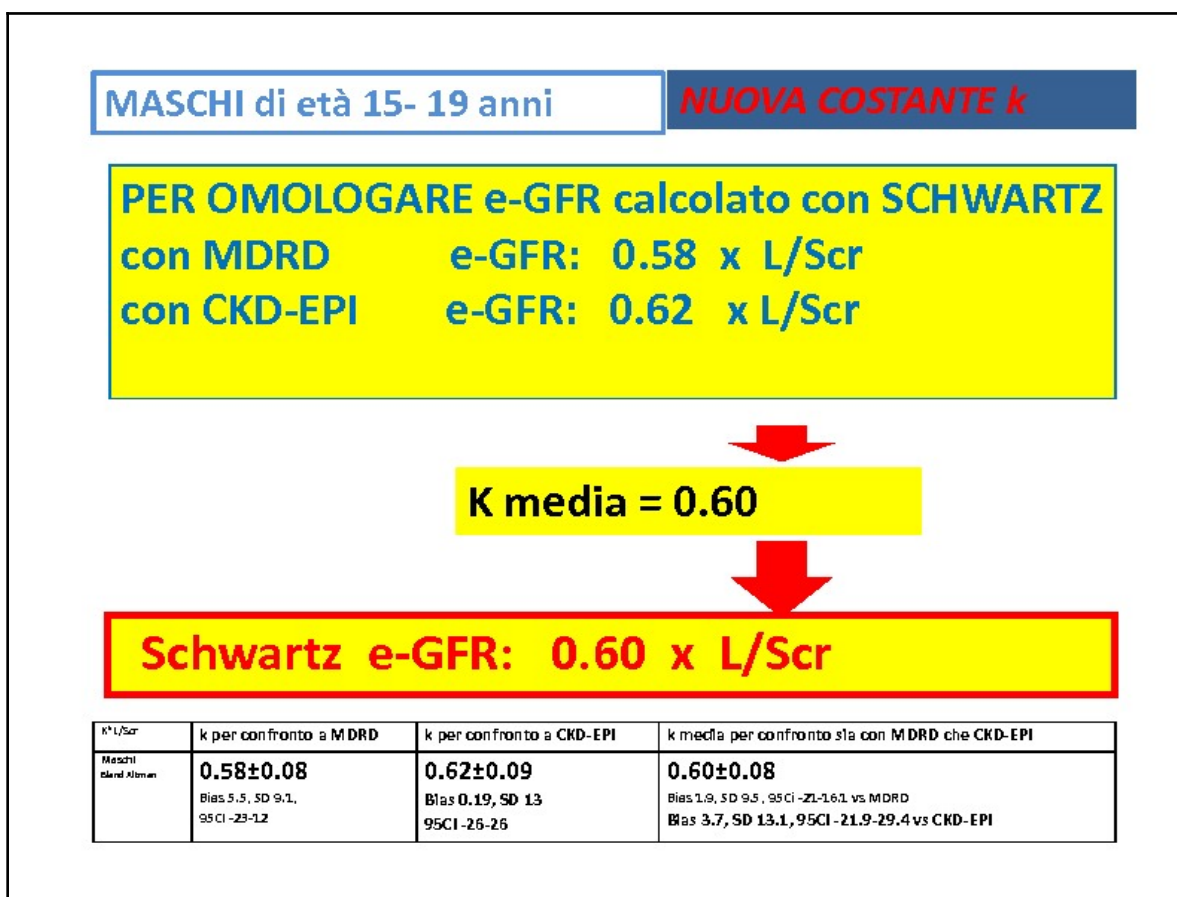 MASCHI di età 15- 19 anni
NUOVA COSTANTE k
PER OMOLOGARE e-GFR calcolato con SCHWARTZ
con MDRD e-GFR: 0.58 x L/Scr
con CKD-EPI e-GFR: 0.62 x L/Scr
K media = 0.60
Schwartz e-GFR: 0.60 x L/Scr
K*L/Scr
k per confronto a MDRD
k per confronto a CKD-EPI
k media per confronto sia con MDRD che CKD-EPI
Maschi
Bland Altman
0.58±0.08
Bias 5.5, SD 9.1,
95CI -23-12
0.62±0.09
Bias 0.19, SD 13
95CI -26-26
0.60±0.08
Bias 1.9, SD 9.5, 95Ci -21-16.1 vs MDRD
Bias 3.7, SD 13.1, 95CI -21.9-29.4 vs CKD-EPI